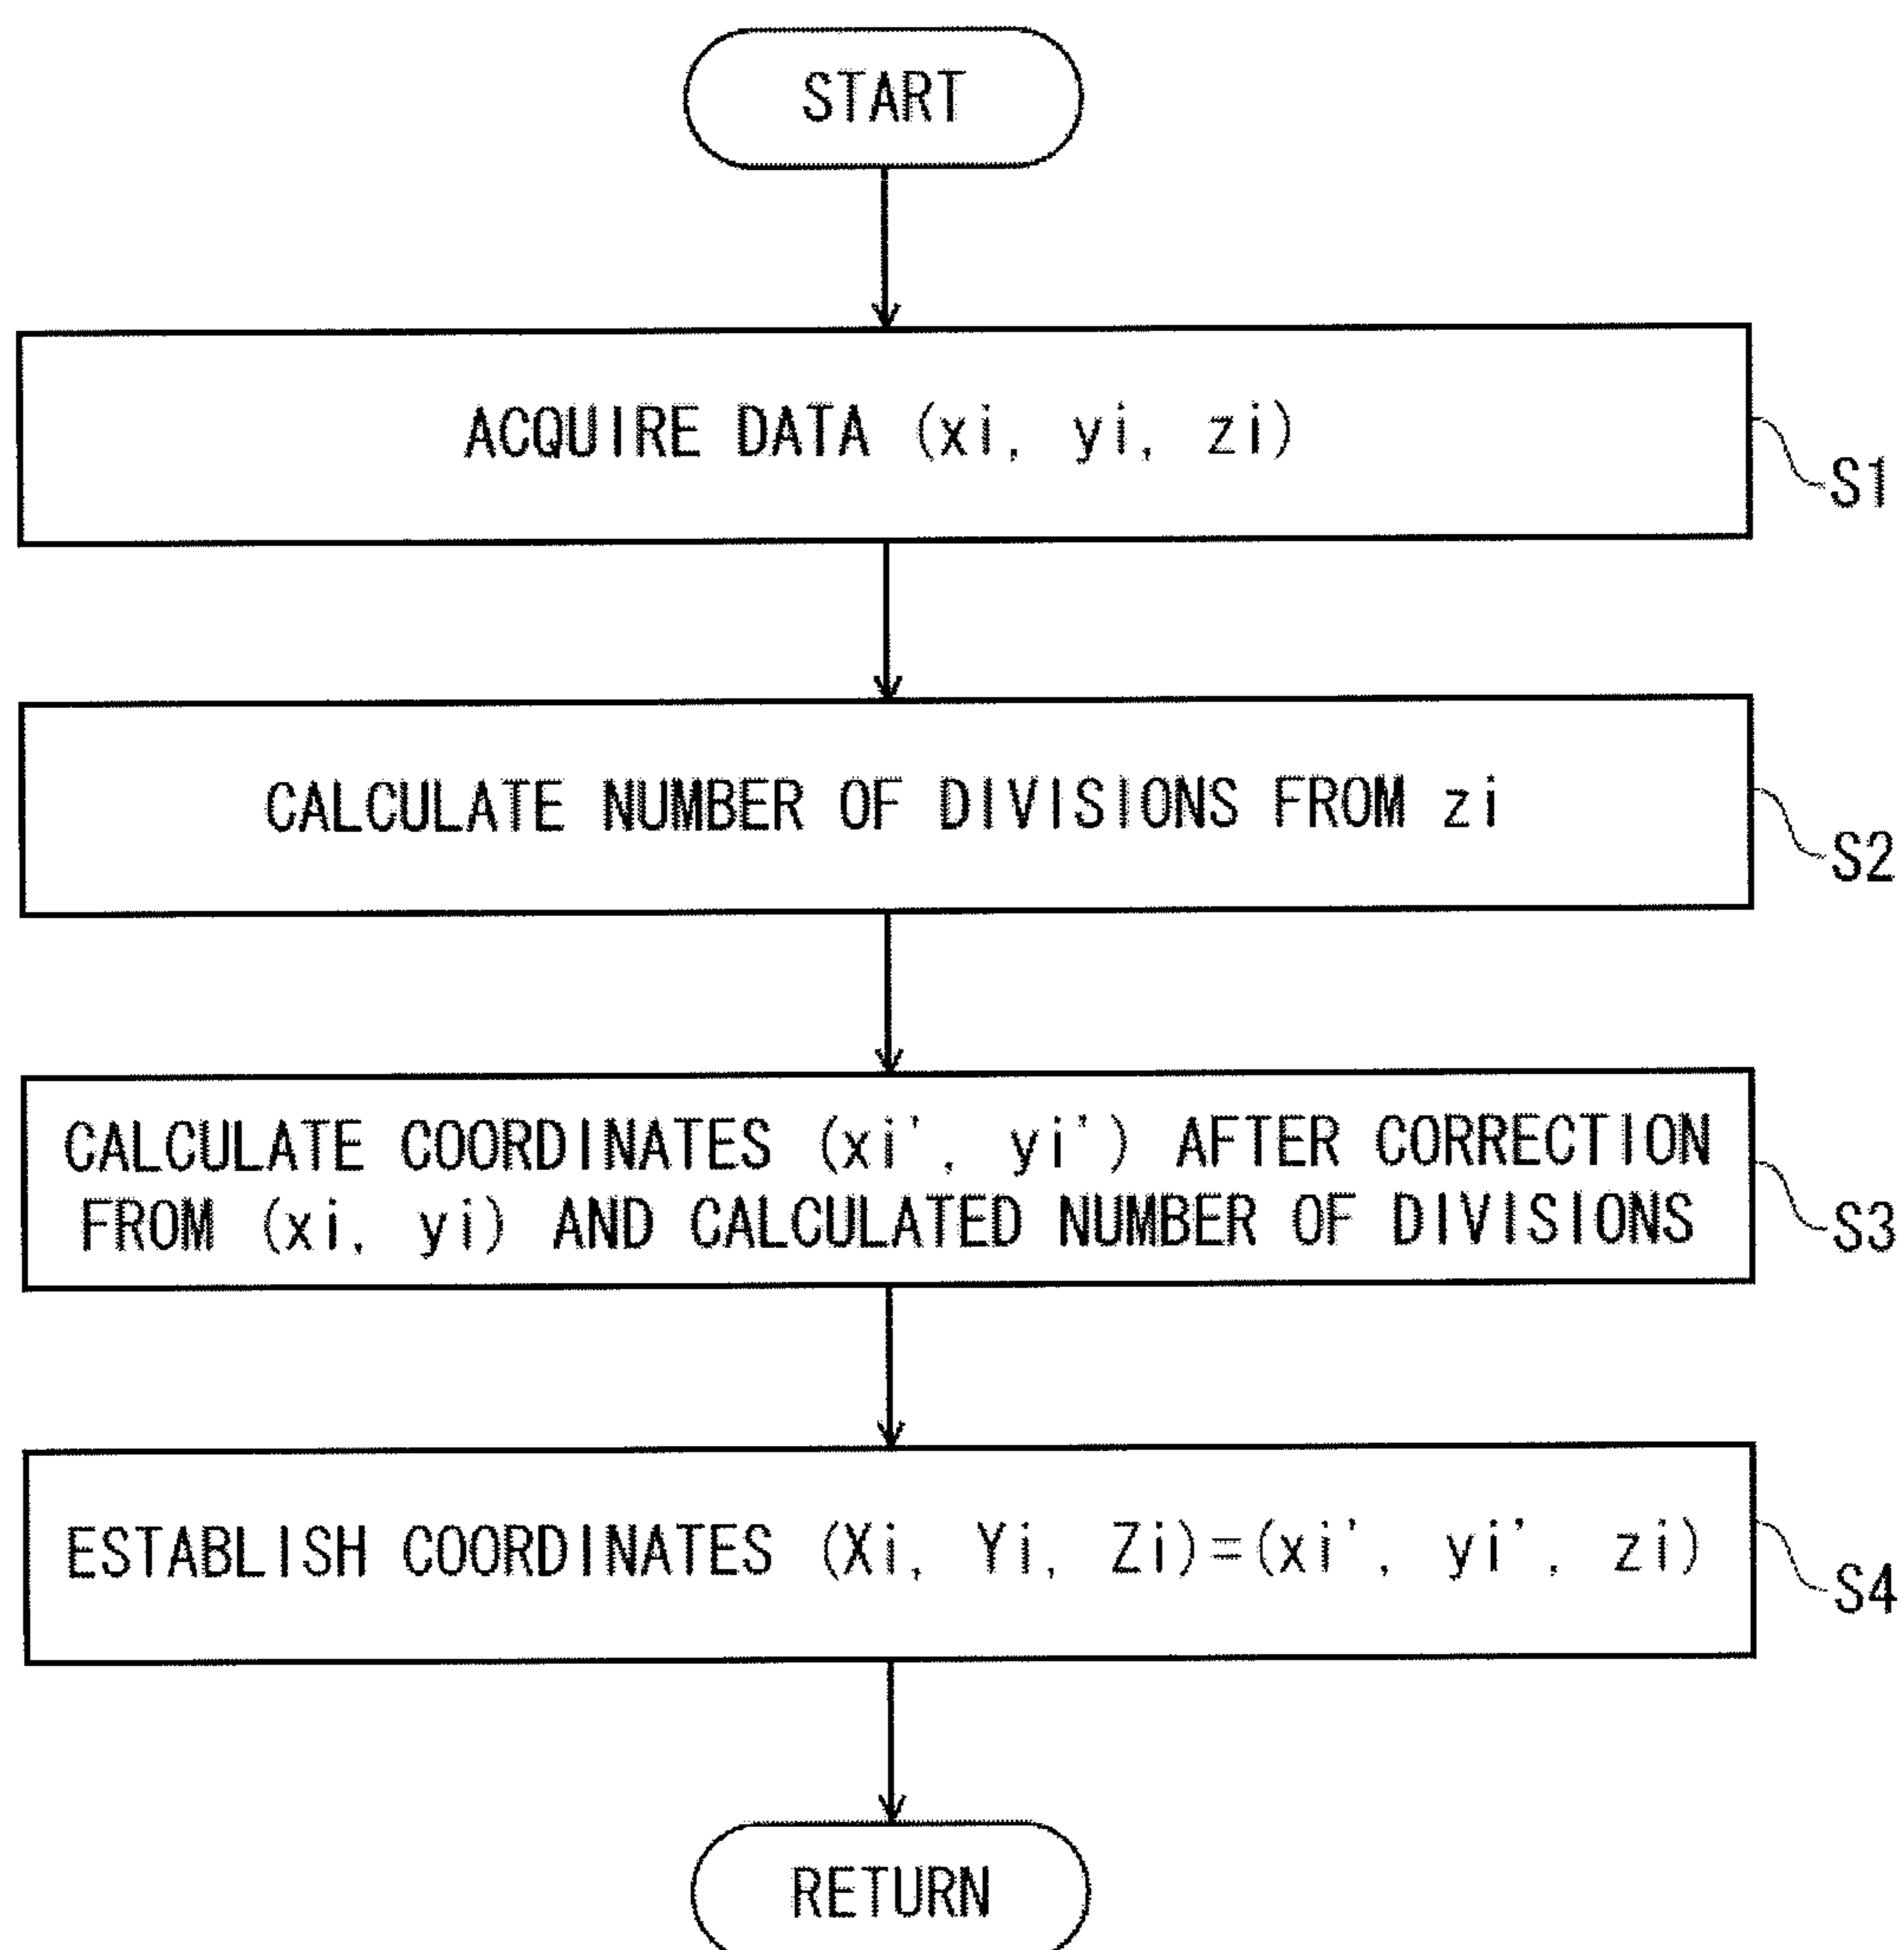 START
ACQUIRE DATA (xi, yi, zi)
S1
CALCULATE NUMBER OF DIVISIONS FROM zi
S2
CALCULATE COORDINATES (xi', yi') AFTER CORRECTION
FROM (xi, yi) AND CALCULATED NUMBER OF DIVISIONS
S3
ESTABLISH COORDINATES (Xi, Yi, Zi)=(xi', yi', zi)
S4
RETURN